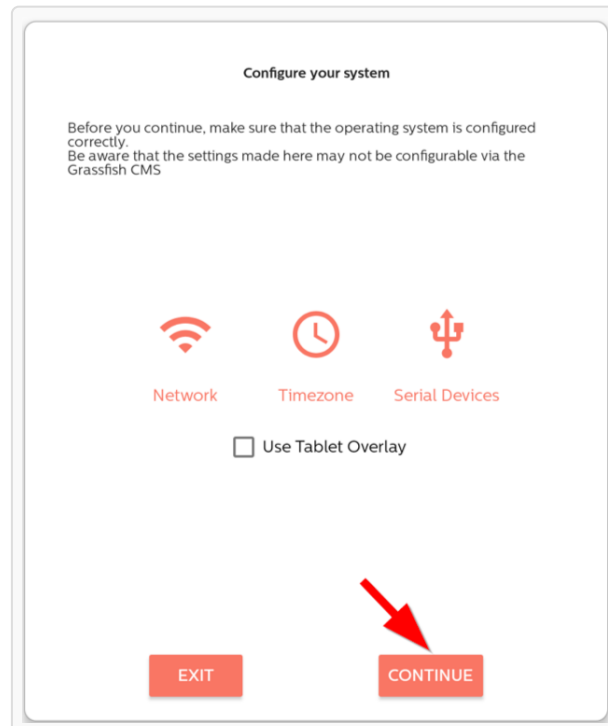 Configure your system
Before you continue, make sure that the operating system is configured
correctly.
Be aware that the settings made here may not be configurable via the
Grassfish CMS
Network Timezone Serial Devices
Use Tablet Overlay
EXIT CONTINUE